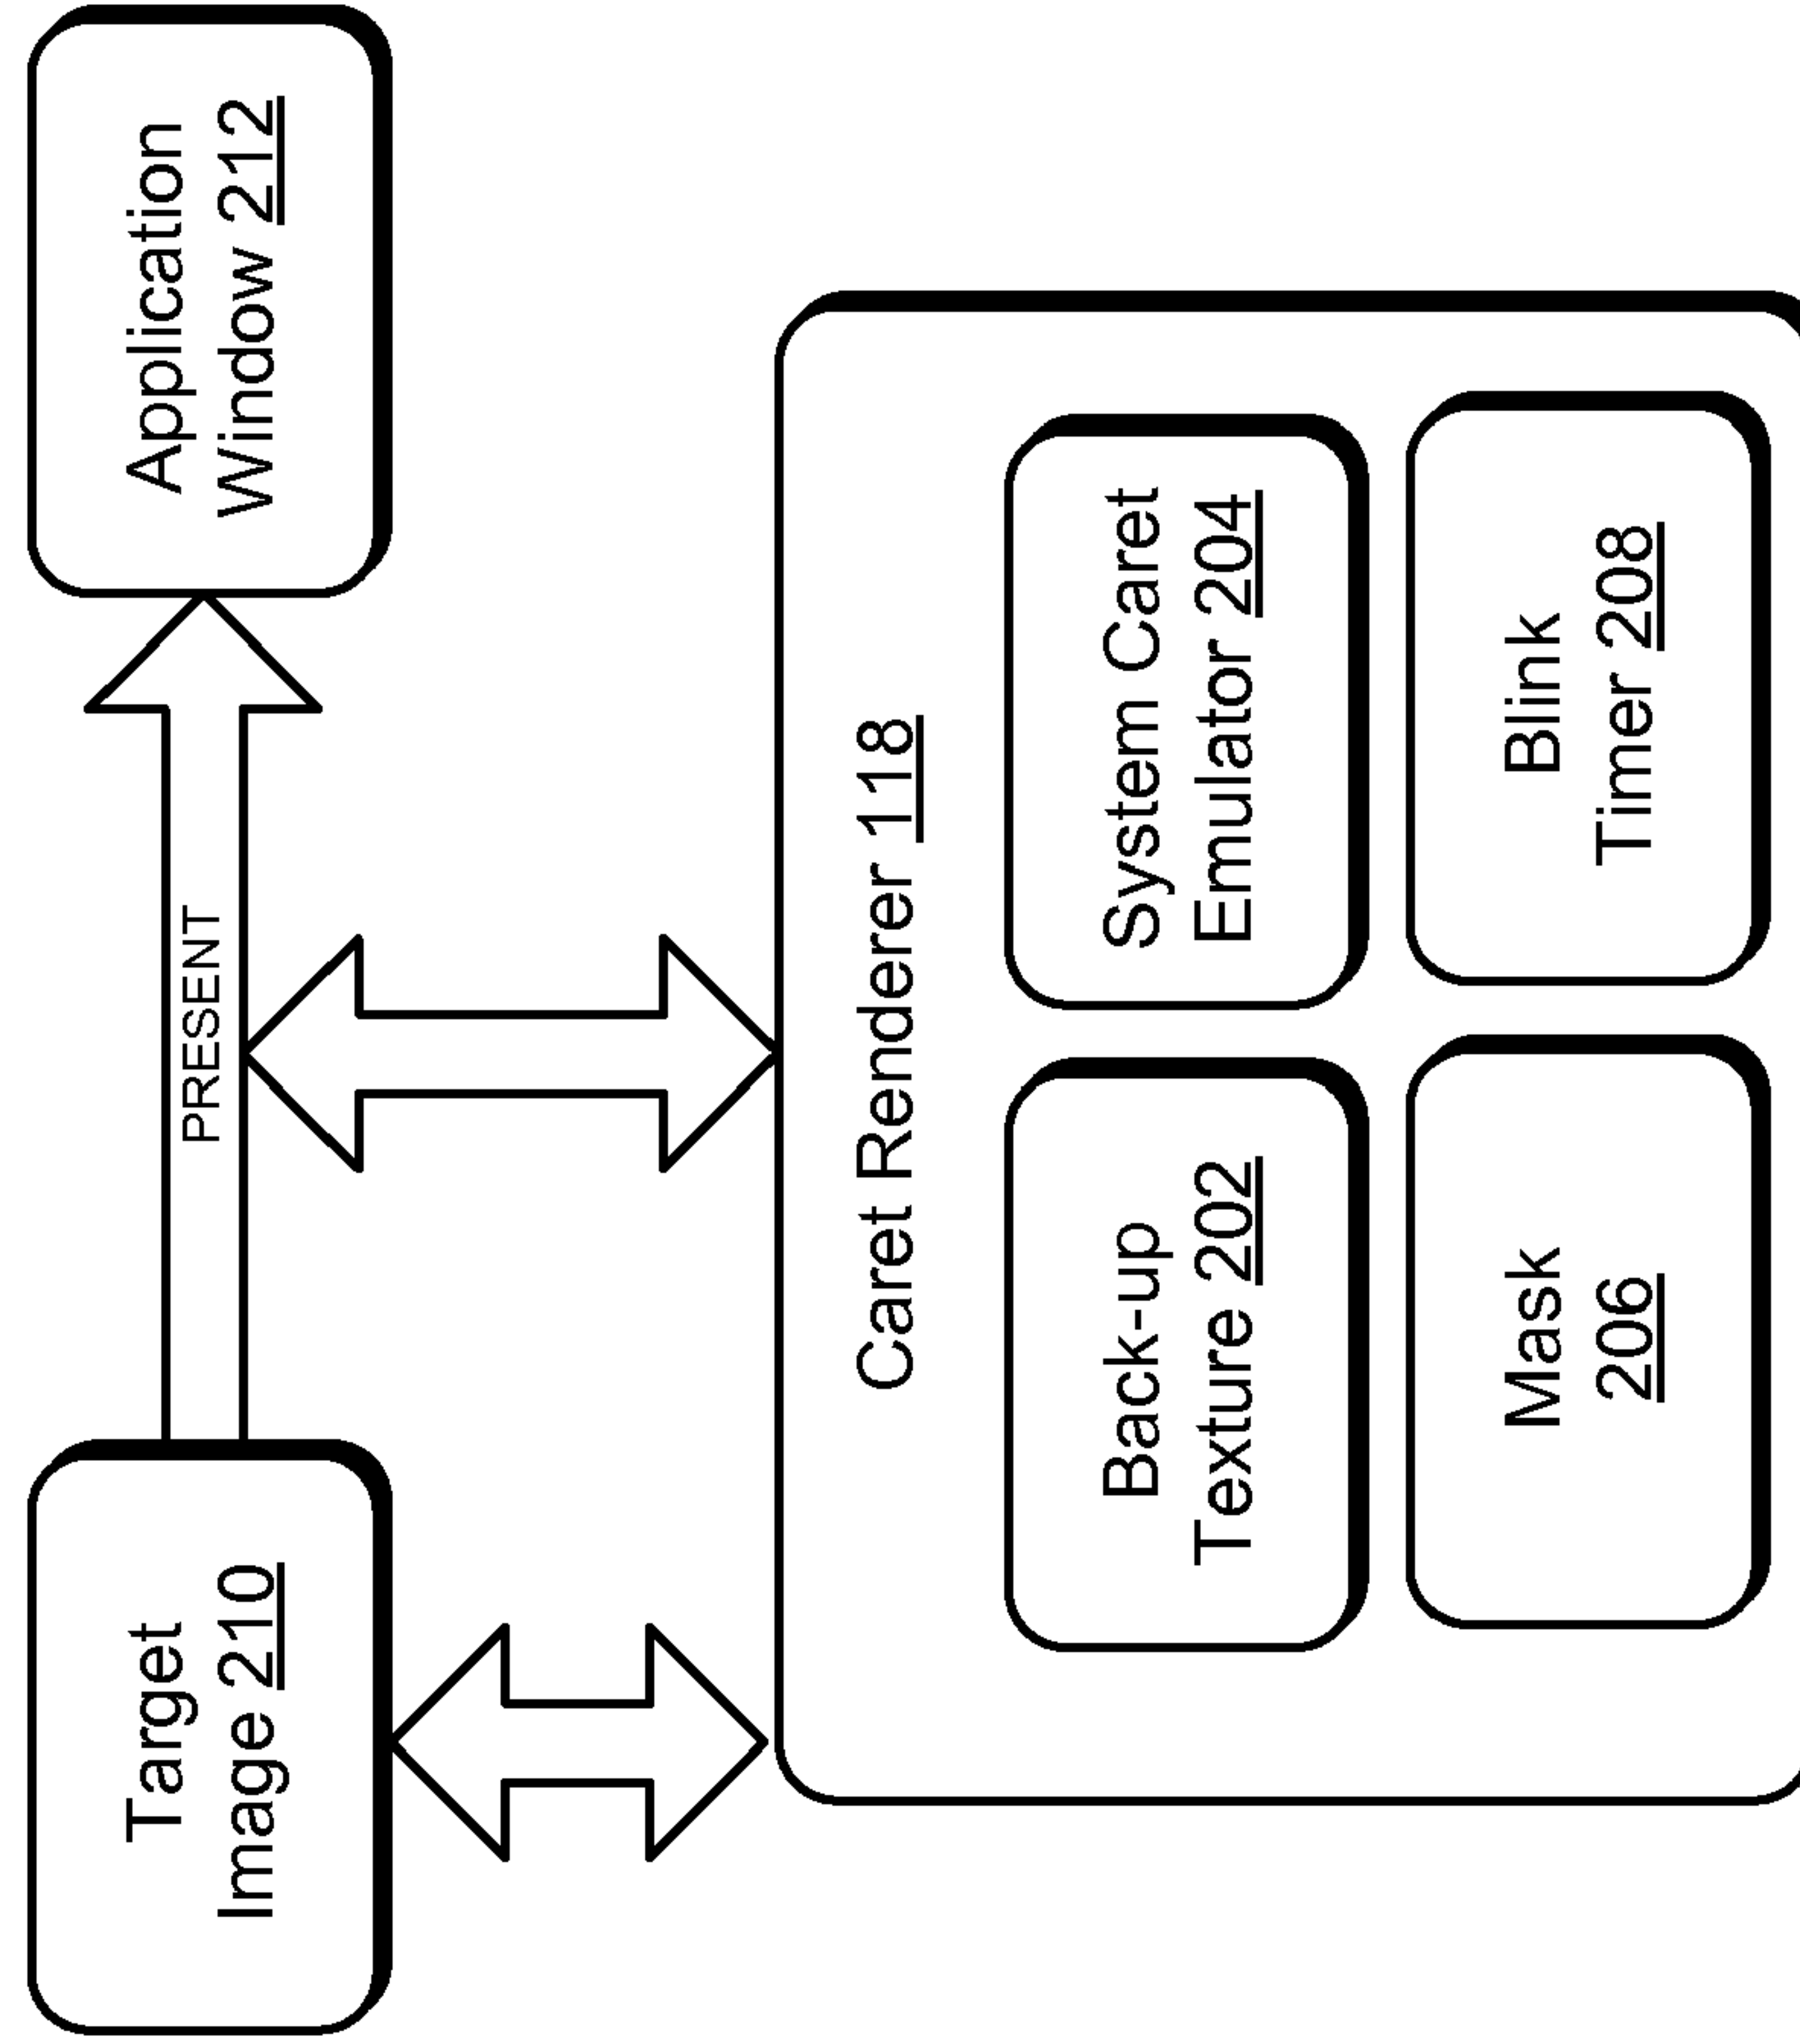 Target
Image 210
PRESENT
Application
Window 212
Caret Renderer 118
Back-up
Texture 202
System Caret
Emulator 204
Mask
206
Blink
Timer 208